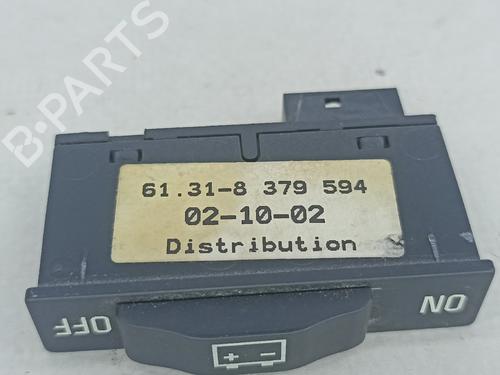 B-PARTS
61.31-8 379 594
02-10-02
Distribution
OFF
ON